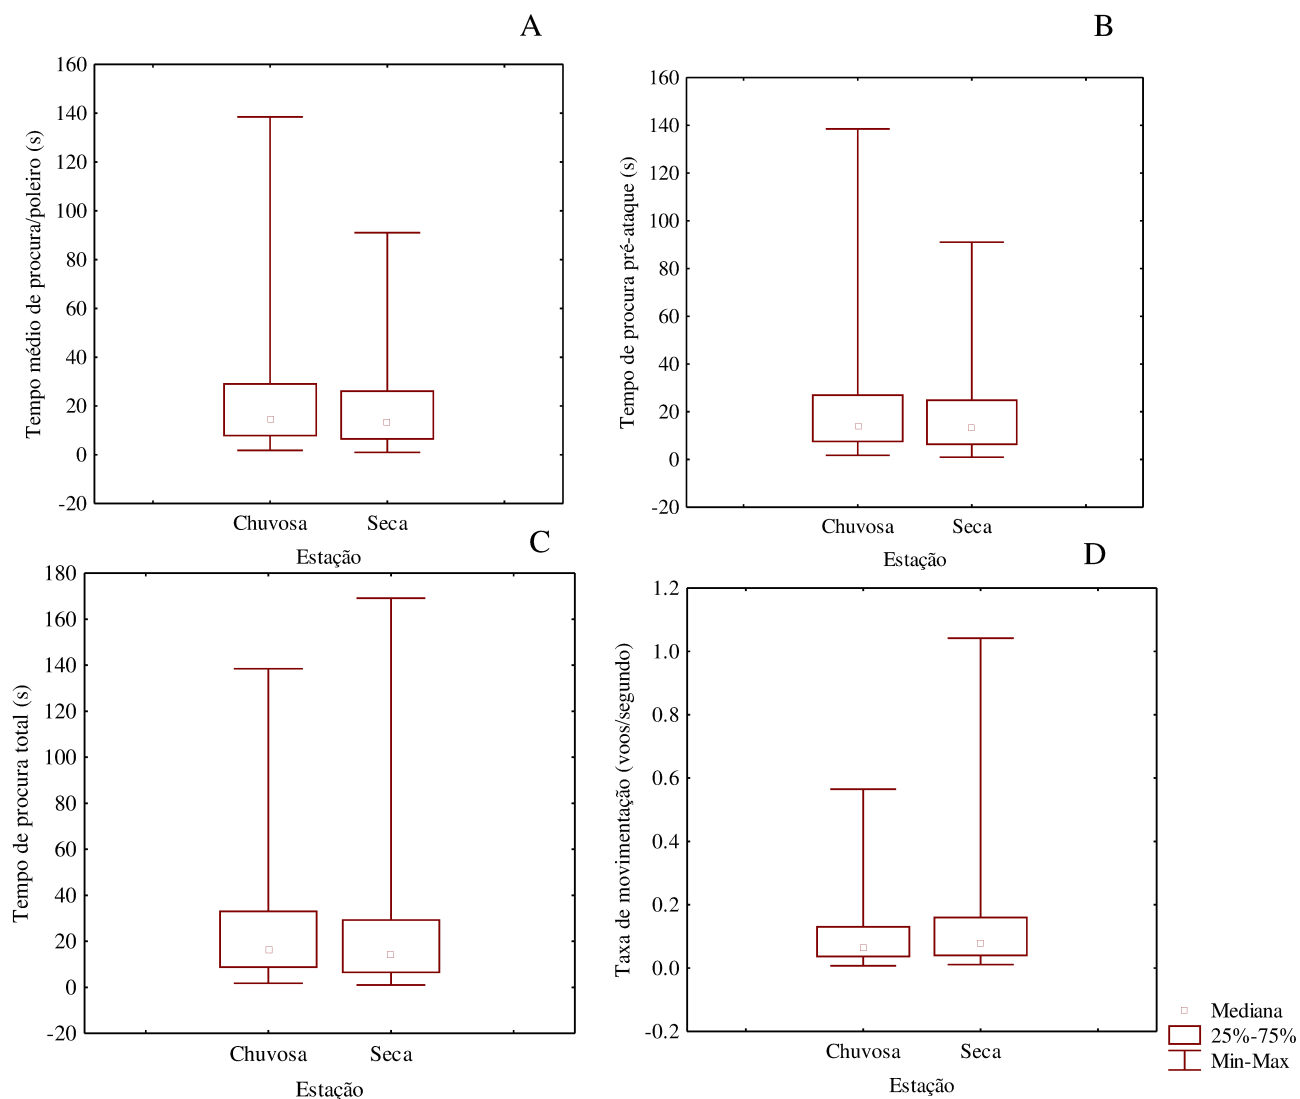 A
Tempo médio de procura/poleiro (s)
160
140
120
100
80
60
40
20
0
-20
Chuvosa Seca
Estação
B
Tempo de procura pré-ataque (s)
160
140
120
100
80
60
40
20
0
-20
Chuvosa Seca
Estação
C
Tempo de procura total (s)
180
160
140
120
100
80
60
40
20
0
-20
Chuvosa Seca
Estação
D
Taxa de movimentação (voos/segundo)
1.2
1.0
0.8
0.6
0.4
0.2
0.0
-0.2
Chuvosa Seca
Estação
Mediana
25%-75%
Min-Max